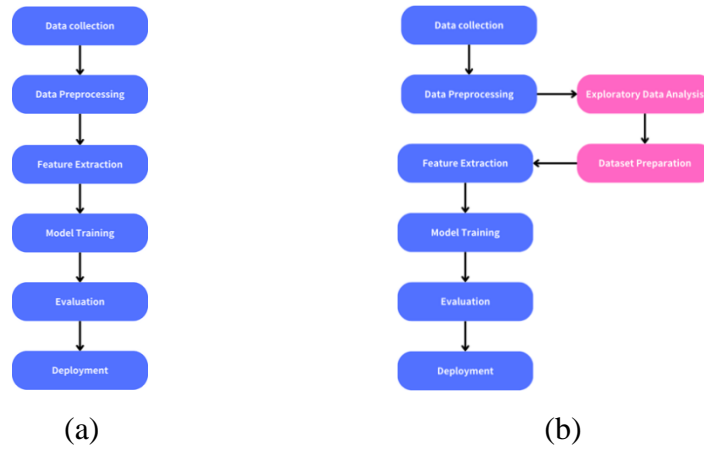 Data collection
Data Preprocessing
Feature Extraction
Model Training
Evaluation
Deployment
(a)
Data collection
Data Preprocessing
Exploratory Data Analysis
Feature Extraction
Dataset Preparation
Model Training
Evaluation
Deployment
(b)